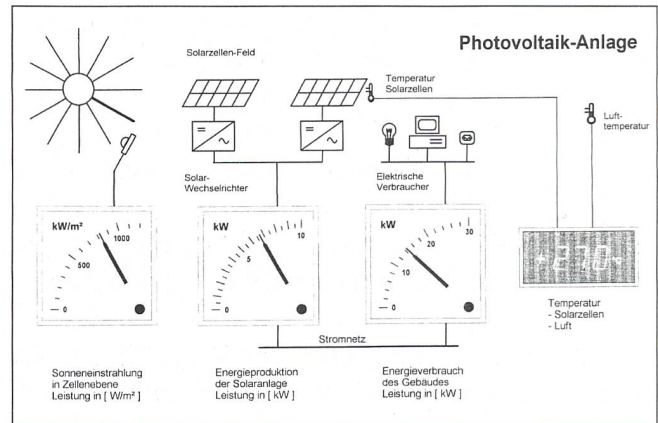 Photovoltaik-Anlage
Solarzellen-Feld
Temperatur
Solarzellen
Luft-
temperatur
Solar-
Wechselrichter
Elektrische
Verbraucher
kW/m²
1000
500
0
kW
10
5
0
kW
30
20
10
0
Temperatur
- Solarzellen
- Luft
Stromnetz
Sonneneinstrahlung
in Zellenebene
Leistung in [ W/m² ]
Energieproduktion
der Solaranlage
Leistung in [ kW ]
Energieverbrauch
des Gebäudes
Leistung in [ kW ]